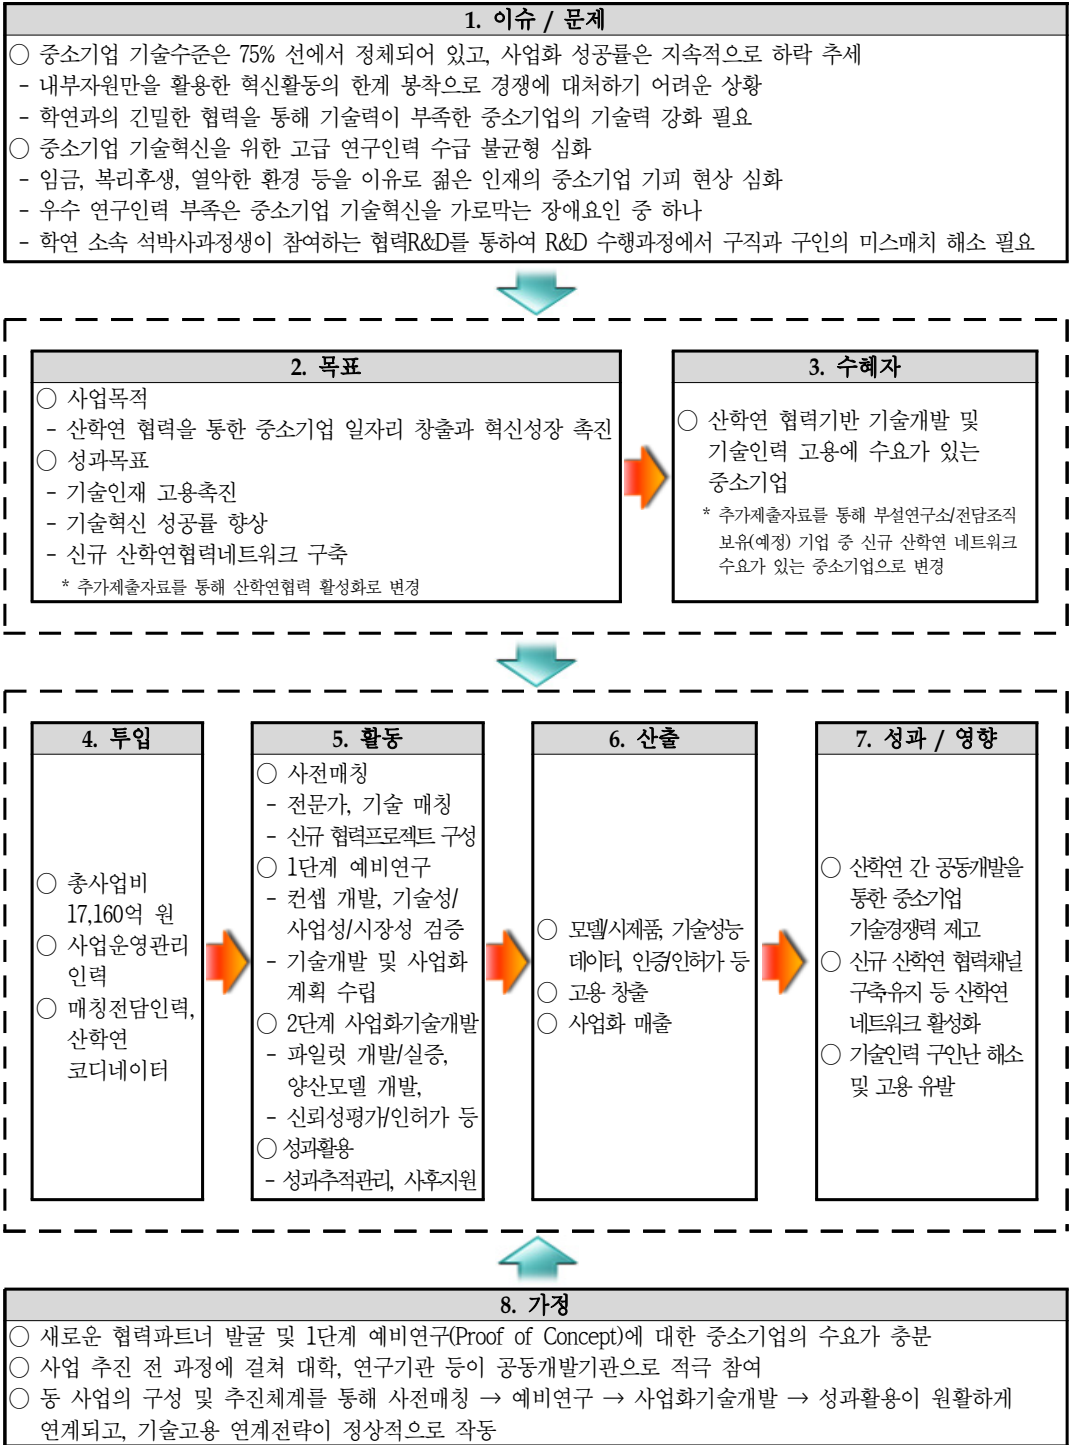 1. 이슈 / 문제
○ 중소기업 기술수준은 75% 선에서 정체되어 있고, 사업화 성공률은 지속적으로 하락 추세
- 내부자원만을 활용한 혁신활동의 한계 봉착으로 경쟁에 대처하기 어려운 상황
- 학연과의 긴밀한 협력을 통해 기술력이 부족한 중소기업의 기술력 강화 필요
○ 중소기업 기술혁신을 위한 고급 연구인력 수급 불균형 심화
- 임금, 복리후생, 열악한 환경 등을 이유로 젊은 인재의 중소기업 기피 현상 심화
- 우수 연구인력 부족은 중소기업 기술혁신을 가로막는 장애요인 중 하나
- 학연 소속 석박사과정생이 참여하는 협력R&D를 통하여 R&D 수행과정에서 구직과 구인의 미스매치 해소 필요
2. 목표
○ 사업목적
- 산학연 협력을 통한 중소기업 일자리 창출과 혁신성장 촉진
○ 성과목표
- 기술인재 고용촉진
- 기술혁신 성공률 향상
- 신규 산학연협력네트워크 구축
* 추가제출자료를 통해 산학연협력 활성화로 변경
3. 수혜자
○ 산학연 협력기반 기술개발 및
기술인력 고용에 수요가 있는
중소기업
* 추가제출자료를 통해 부설연구소/전담조직
보유(예정) 기업 중 신규 산학연 네트워크
수요가 있는 중소기업으로 변경
4. 투입
○ 총사업비
17,160억 원
○ 사업운영관리
인력
○ 매칭전담인력,
산학연
코디네이터
5. 활동
○ 사전매칭
- 전문가, 기술 매칭
- 신규 협력프로젝트 구성
○ 1단계 예비연구
- 컨셉 개발, 기술성/
사업성/시장성 검증
- 기술개발 및 사업화
계획 수립
○ 2단계 사업화기술개발
- 파일럿 개발/실증,
양산모델 개발,
- 신뢰성평가/인허가 등
○ 성과활용
- 성과추적관리, 사후지원
6. 산출
○ 모델/시제품, 기술성능
데이터, 인증/인허가 등
○ 고용 창출
○ 사업화 매출
7. 성과 / 영향
○ 산학연 간 공동개발을
통한 중소기업
기술경쟁력 제고
○ 신규 산학연 협력채널
구축·유지 등 산학연
네트워크 활성화
○ 기술인력 구인난 해소
및 고용 유발
8. 가정
○ 새로운 협력파트너 발굴 및 1단계 예비연구(Proof of Concept)에 대한 중소기업의 수요가 충분
○ 사업 추진 전 과정에 걸쳐 대학, 연구기관 등이 공동개발기관으로 적극 참여
○ 동 사업의 구성 및 추진체계를 통해 사전매칭 → 예비연구 → 사업화기술개발 → 성과활용이 원활하게
연계되고, 기술고용 연계전략이 정상적으로 작동